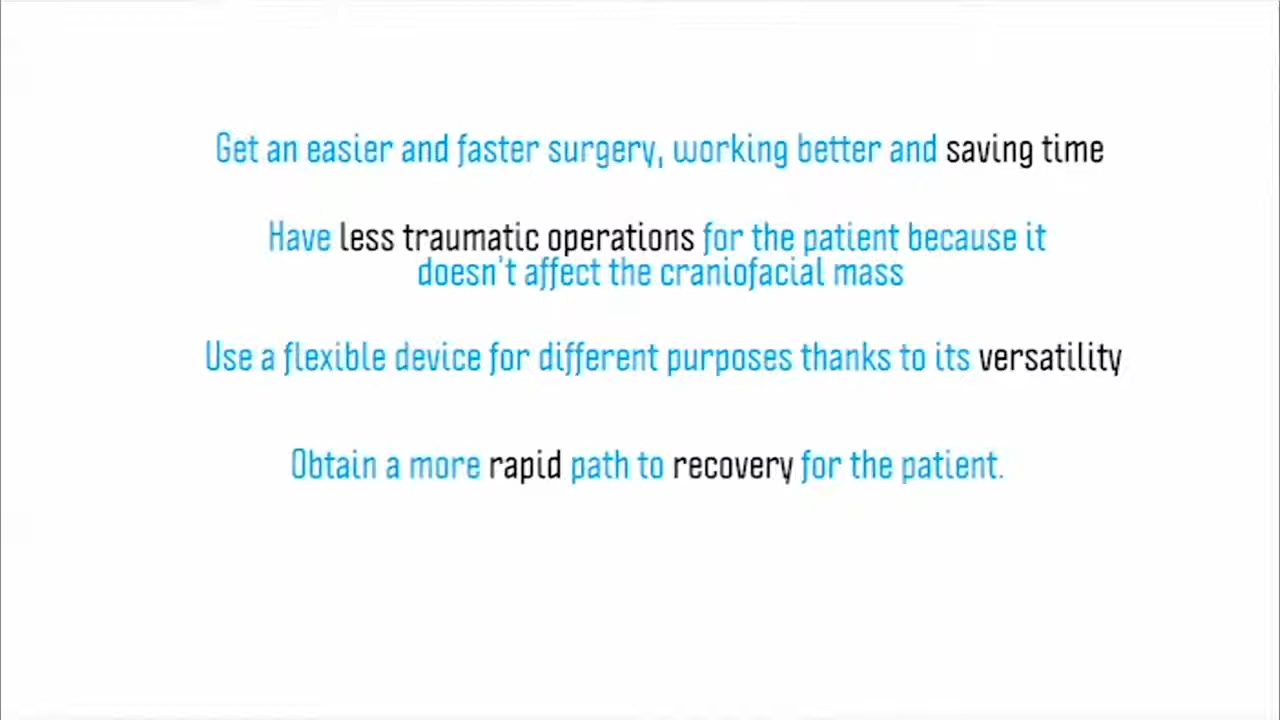 Get an easier and faster surgery, working better and saving time
Have less traumatic operations for the patient because it
doesn't affect the craniofacial mass
Use a flexible device for different purposes thanks to its versatility
Obtain a more rapid path to recovery for the patient.